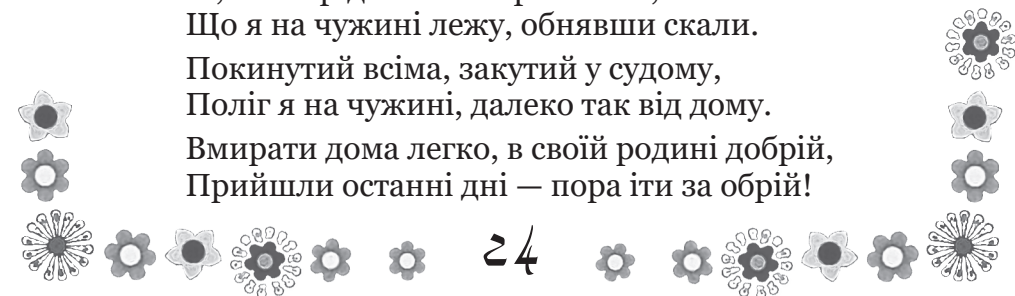 Що я на чужині лежу, обнявши скали.
Покинутий всіма, закутий у судому,
Поліг я на чужині, далеко так від дому.
Вмирати дома легко, в своїй родині добрій,
Прийшли останні дні — пора іти за обрій!
24